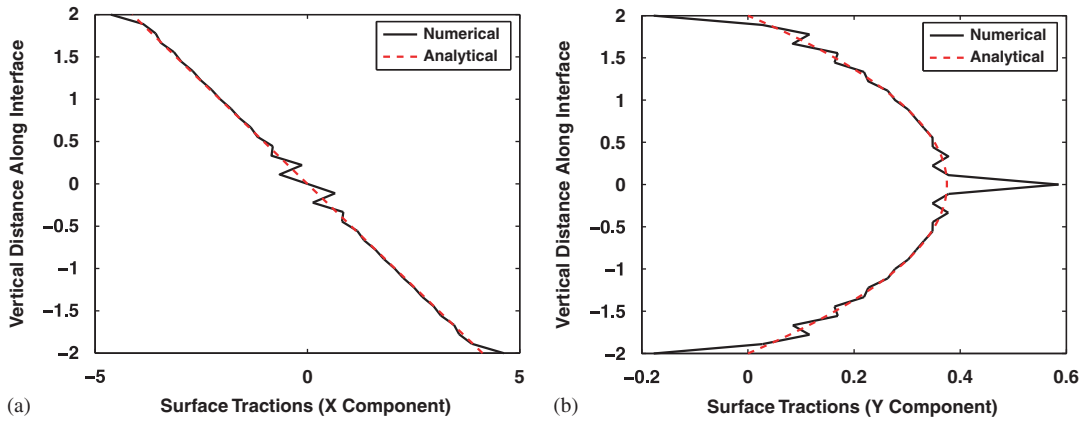 2
1.5
1
0.5
0
−0.5
−1
−1.5
−2
Vertical Distance Along Interface
Numerical
Analytical
−5
0
5
(a)
Surface Tractions (X Component)
2
1.5
1
0.5
0
−0.5
−1
−1.5
−2
Vertical Distance Along Interface
Numerical
Analytical
−0.2
0
0.2
0.4
0.6
(b)
Surface Tractions (Y Component)